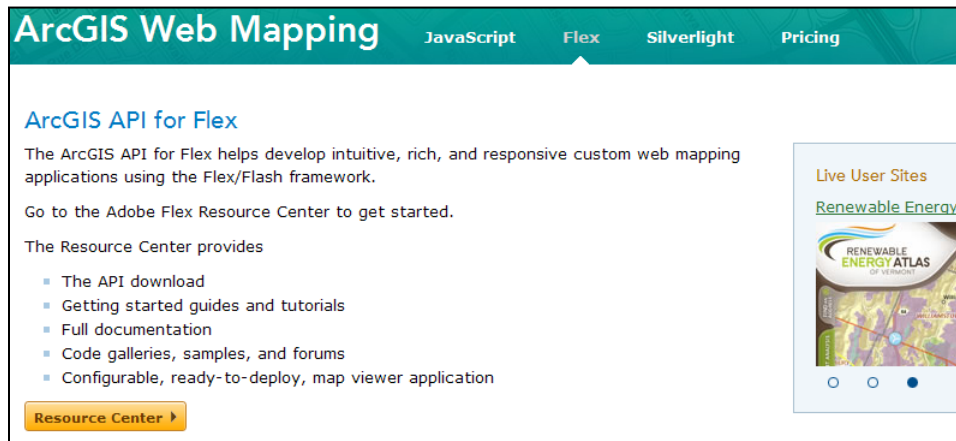 ArcGIS Web Mapping JavaScript Flex Silverlight Pricing
ArcGIS API for Flex
The ArcGIS API for Flex helps develop intuitive, rich, and responsive custom web mapping
applications using the Flex/Flash framework.
Go to the Adobe Flex Resource Center to get started.
The Resource Center provides
The API download
Getting started guides and tutorials
Full documentation
Code galleries, samples, and forums
Configurable, ready-to-deploy, map viewer application
Resource Center
Live User Sites
Renewable Energy
RENEWABLE
ENERGY ATLAS
OF VERMONT